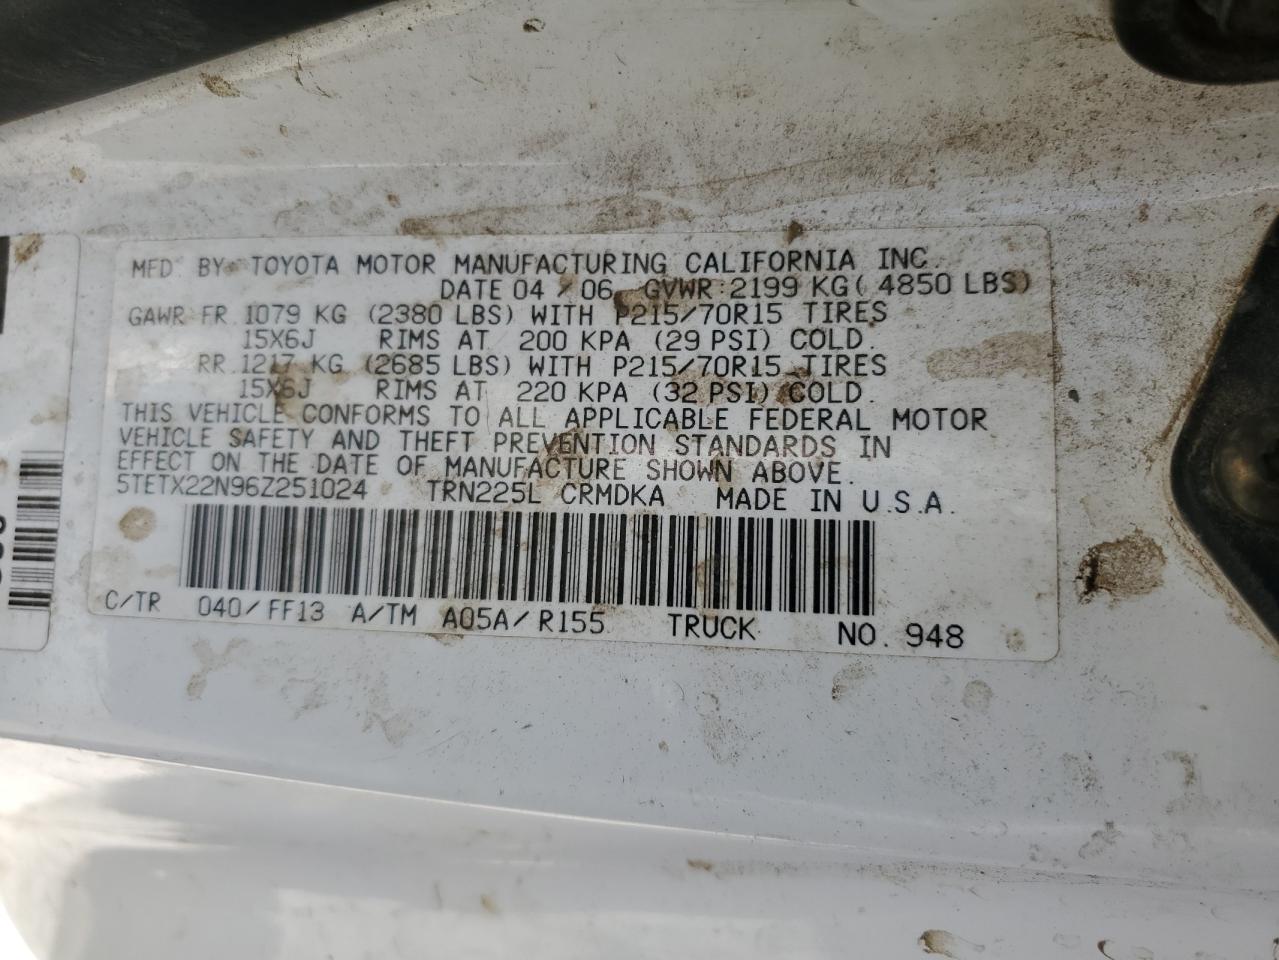 MFD. BY TOYOTA MOTOR MANUFACTURING CALIFORNIA INC.
DATE 04 / 06 GVWR 2199 KG( 4850 LBS)
GAWR FR. 1079 KG (2380 LBS) WITH P215/70R15 TIRES
15X6J RIMS AT 200 KPA (29 PSI) COLD.
RR. 1217 KG (2685 LBS) WITH P215/70R15 TIRES
15X6J RIMS AT 220 KPA (32 PSI) COLD.
THIS VEHICLE CONFORMS TO ALL APPLICABLE FEDERAL MOTOR
VEHICLE SAFETY AND THEFT PREVENTION STANDARDS IN
EFFECT ON THE DATE OF MANUFACTURE SHOWN ABOVE.
5TETX22N96Z251024 TRN225L CRMDKA MADE IN U.S.A.
C/TR 040/FF13 A/TM A05A/R155 TRUCK NO. 948